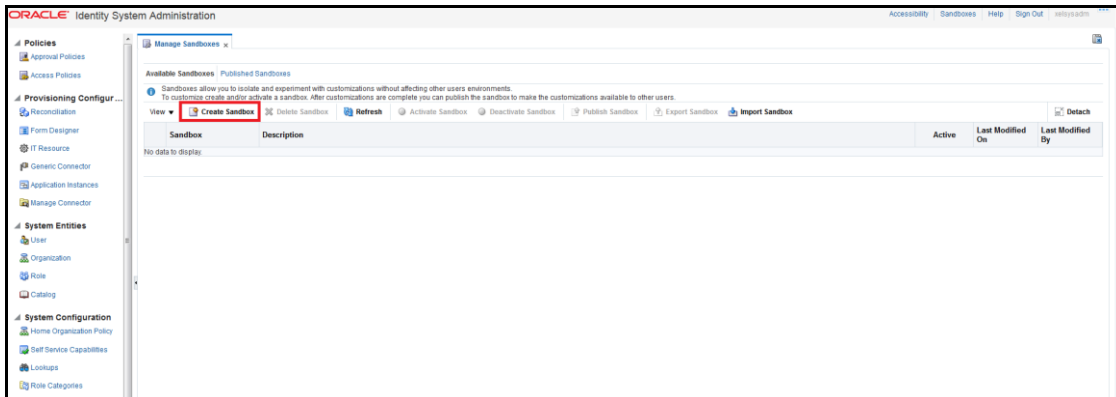 ORACLE Identity System Administration
Accessibility Sandboxes Help Sign Out xelsysadm
Policies
Approval Policies
Access Policies
Provisioning Configur...
Reconciliation
Form Designer
IT Resource
Generic Connector
Application Instances
Manage Connector
System Entities
User
Organization
Role
Catalog
System Configuration
Home Organization Policy
Self Service Capabilities
Lookups
Role Categories
Manage Sandboxes x
Available Sandboxes Published Sandboxes
Sandboxes allow you to isolate and experiment with customizations without affecting other users environments.
To customize create and/or activate a sandbox. After customizations are complete you can publish the sandbox to make the customizations available to other users.
View Create Sandbox Delete Sandbox Refresh Activate Sandbox Deactivate Sandbox Publish Sandbox Export Sandbox Import Sandbox Detach
Sandbox Description Active Last Modified On Last Modified By
No data to display.